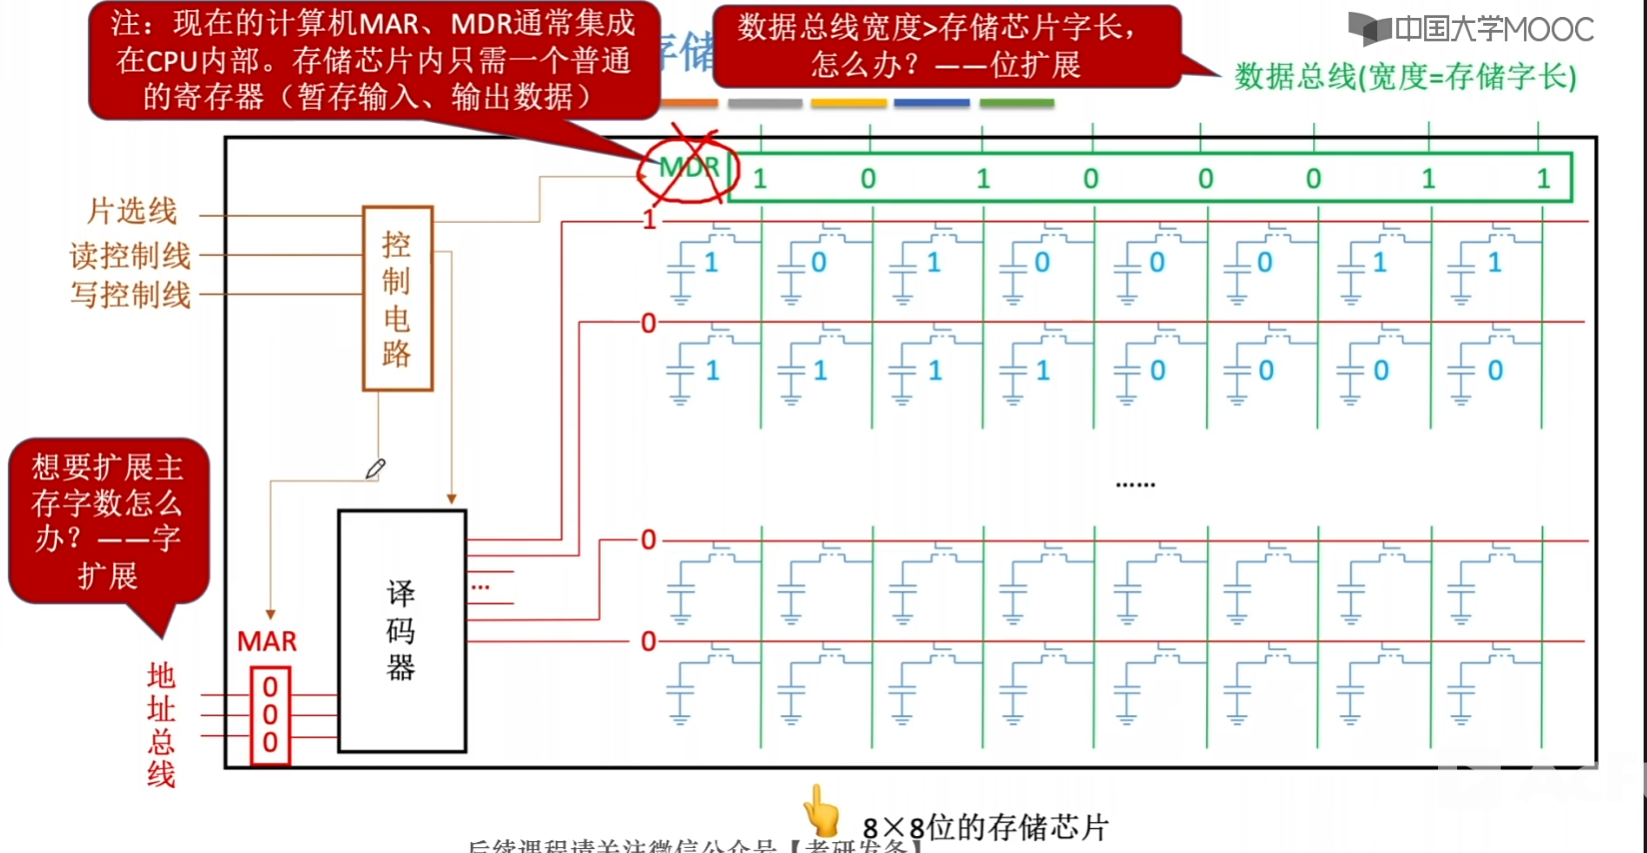 注：现在的计算机MAR、MDR通常集成
在CPU内部。存储芯片内只需一个普通
的寄存器（暂存输入、输出数据）
存储
数据总线宽度>存储芯片字长，
怎么办？——位扩展
中国大学MOOC
数据总线(宽度=存储字长)
MDR
1 0 1 0 0 0 1 1
片选线
读控制线
写控制线
控
制
电
路
1
1 0 1 0 0 0 1 1
0
1 1 1 1 0 0 0 0
……
想要扩展主
存字数怎么
办？——字
扩展
译
码
器
...
0
0
MAR
0
0
0
地
址
总
线
8×8位的存储芯片
后续课程请关注微信公众号【考研发条】